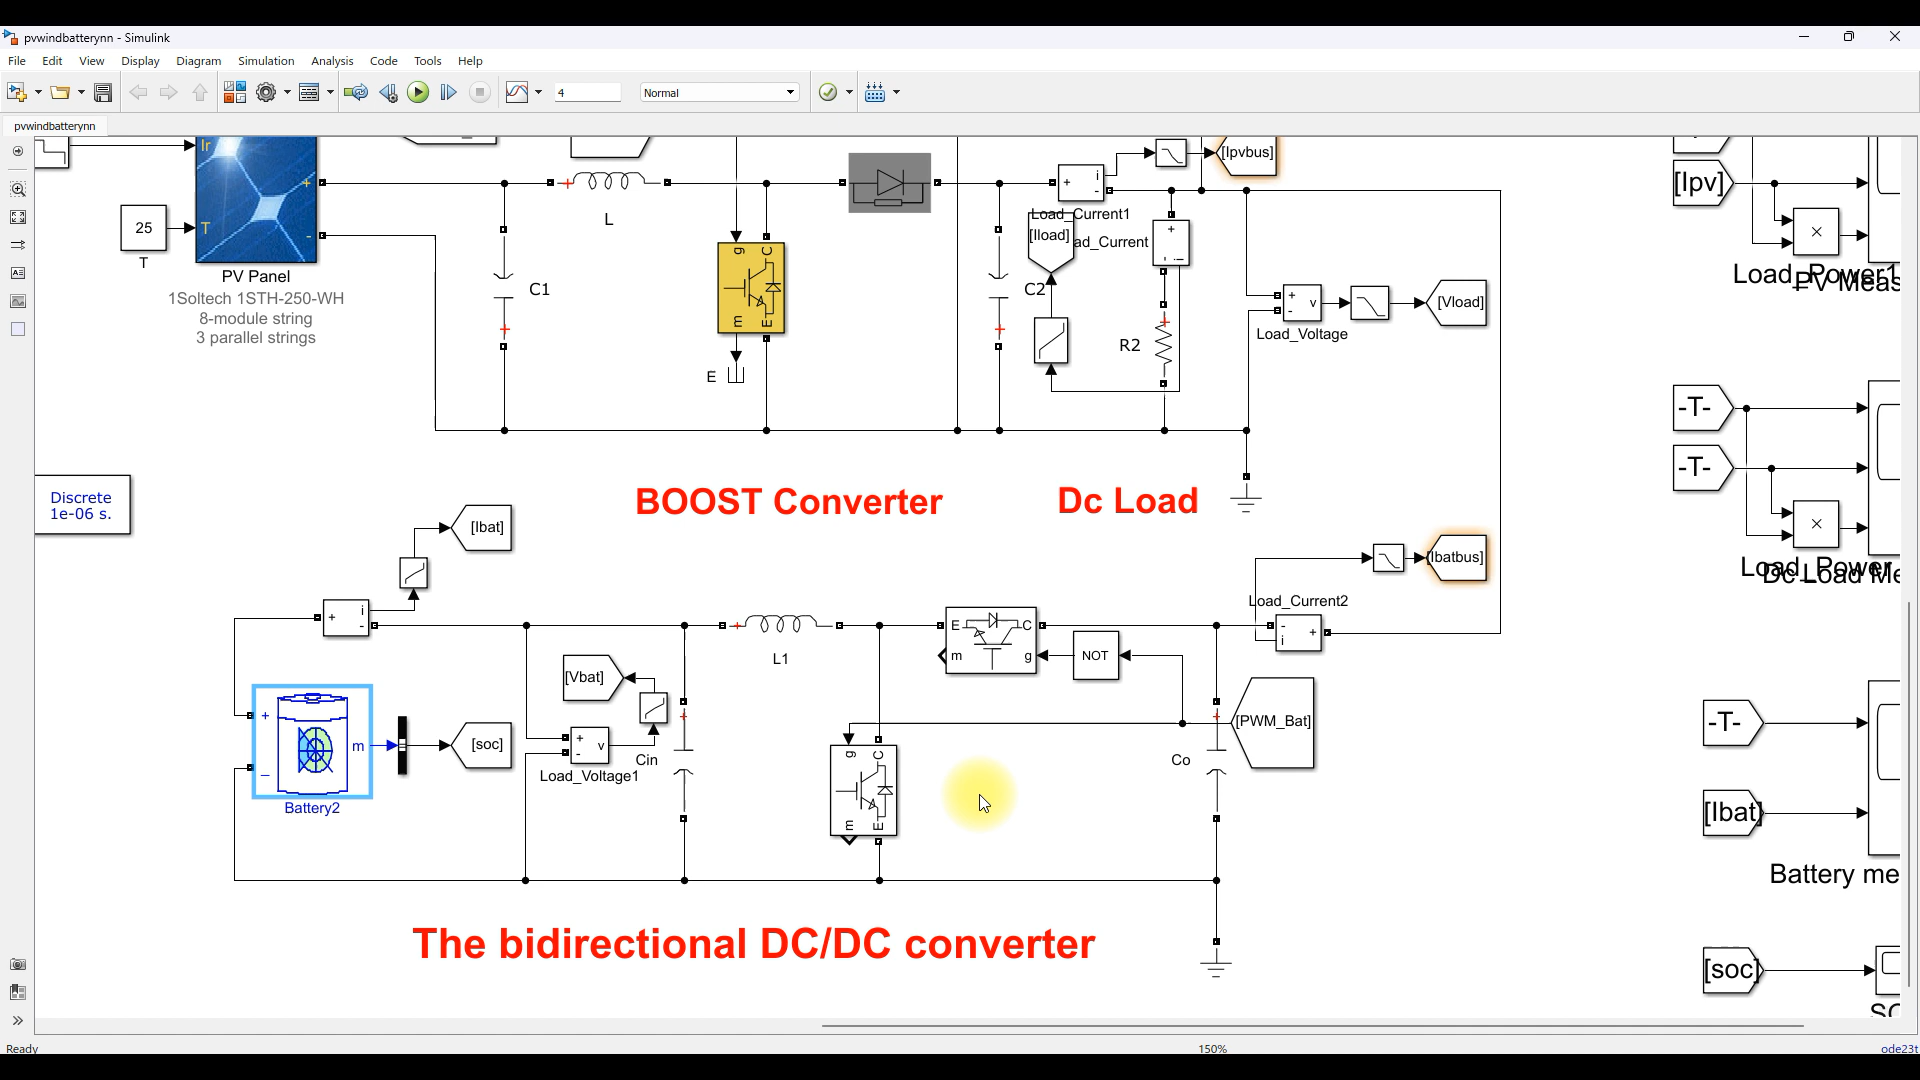 pvwindbatterynn - Simulink
File Edit View Display Diagram Simulation Analysis Code Tools Help
4
Normal
pvwindbatterynn
Ir
+
T
-
25
T
PV Panel
1Soltech 1STH-250-WH
8-module string
3 parallel strings
L
C1
g C
m E
E
C2
[Ipvbus]
+ i
-
Load_Current1
[Iload]
ad_Current
+
i -
R2
+ v
-
Load_Voltage
[Vload]
[Ipv]
×
Load_Power1
PV Meas
-T-
-T-
×
Load_Power
Dc Load Me
Discrete
1e-06 s.
BOOST Converter
Dc Load
[Ibat]
+ i
-
[Ibatbus]
Load_Current2
- +
i
L1
E C
m g
NOT
[PWM_Bat]
[Vbat]
+ v
-
Load_Voltage1
Cin
+
m
_
Battery2
[soc]
g C
m E
Co
-T-
[Ibat]
Battery me
[soc]
The bidirectional DC/DC converter
Ready
150%
ode23t